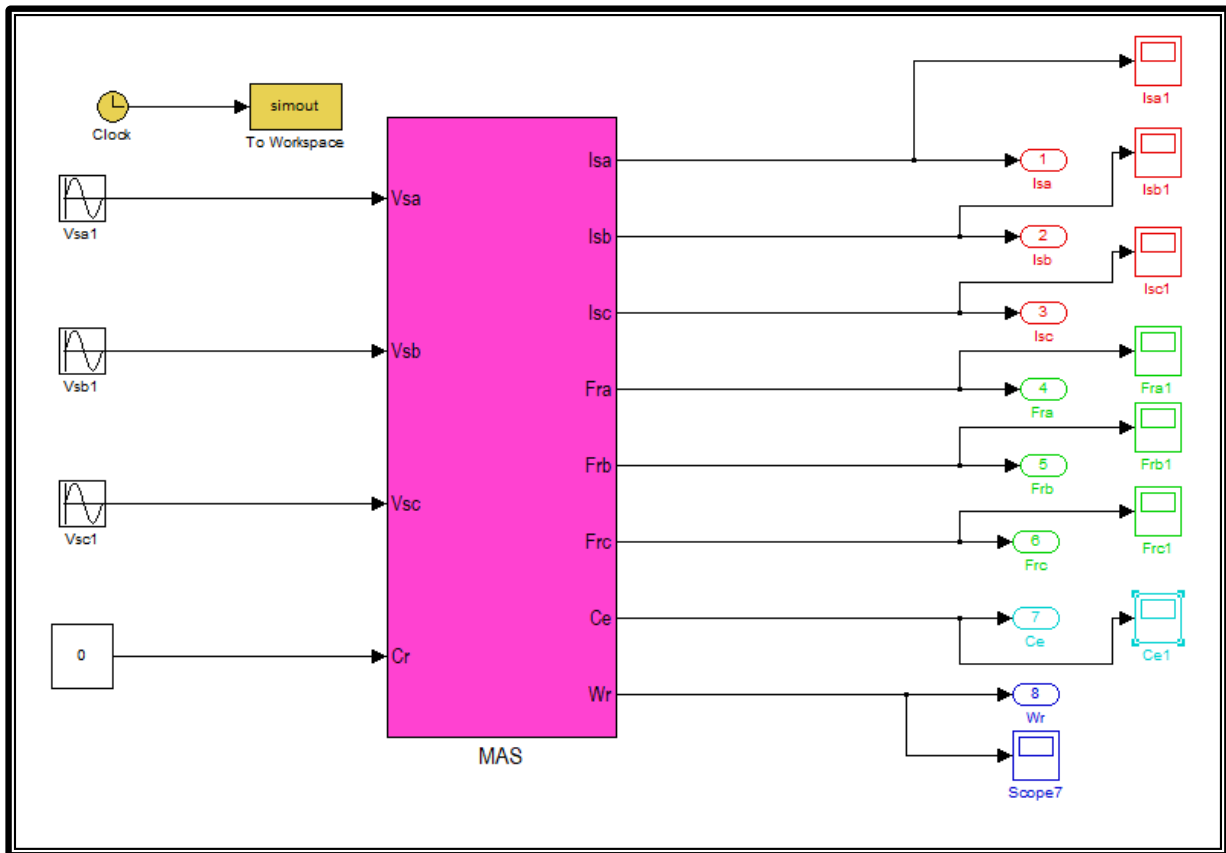 Clock
simout
To Workspace
Vsa1
Vsb1
Vsc1
0
Vsa
Vsb
Vsc
Cr
Isa
Isb
Isc
Fra
Frb
Frc
Ce
Wr
MAS
1
Isa
2
Isb
3
Isc
4
Fra
5
Frb
6
Frc
7
Ce
8
Wr
Isa1
Isb1
Isc1
Fra1
Frb1
Frc1
Ce1
Scope7